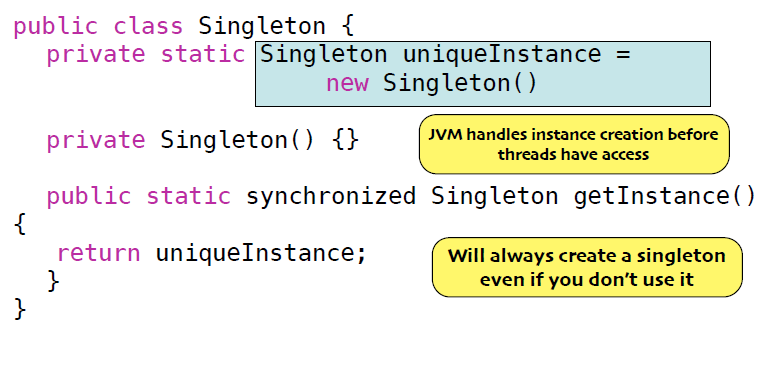 public class Singleton {
private static Singleton uniqueInstance =
new Singleton()
private Singleton() {}
JVM handles instance creation before
threads have access
public static synchronized Singleton getInstance()
{
return uniqueInstance;
}
Will always create a singleton
even if you don't use it
}